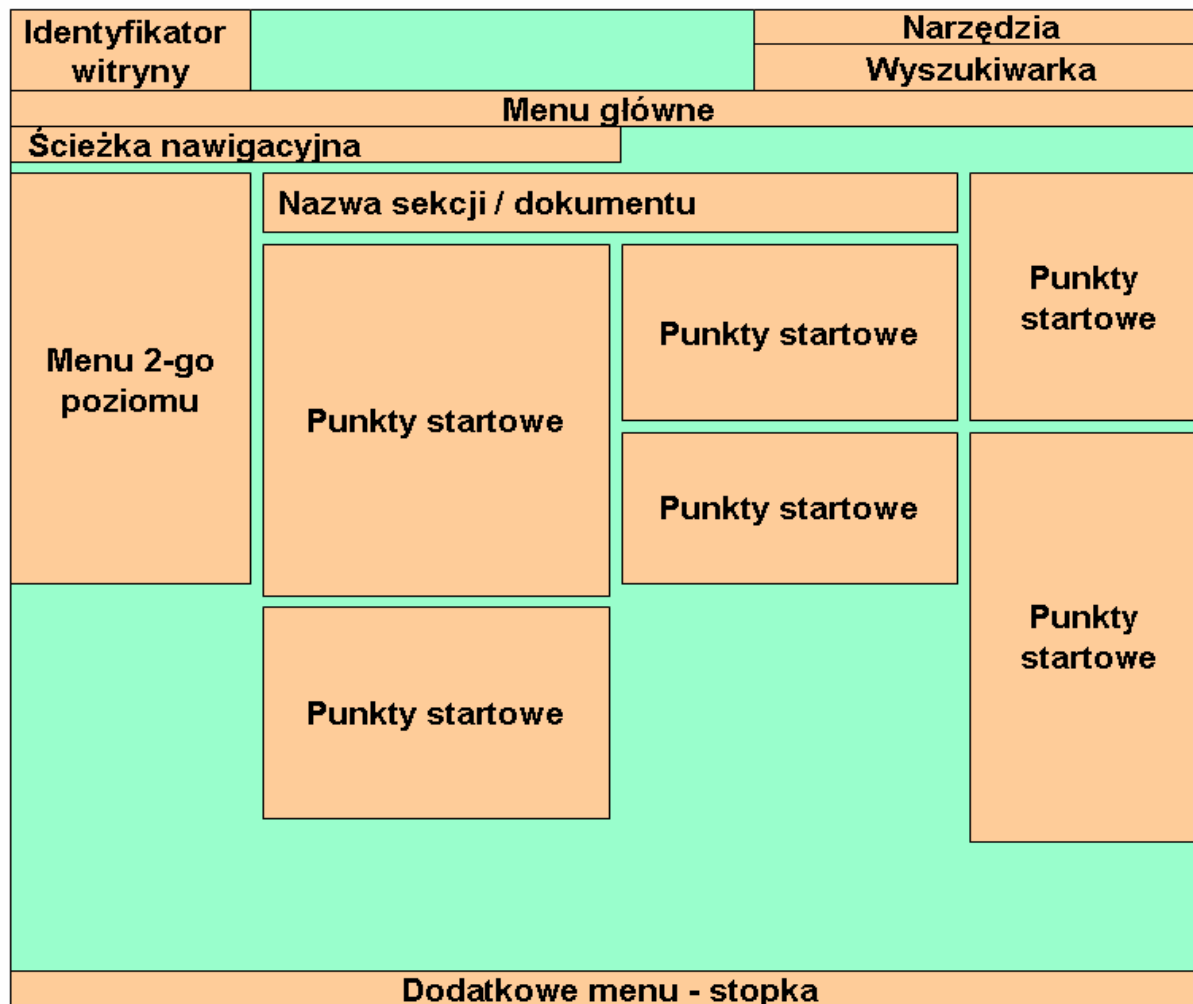 Identyfikator
witryny
Narzędzia
Wyszukiwarka
Menu główne
Ścieżka nawigacyjna
Menu 2-go
poziomu
Nazwa sekcji / dokumentu
Punkty startowe
Punkty startowe
Punkty startowe
Punkty startowe
Punkty
startowe
Punkty
startowe
Dodatkowe menu - stopka